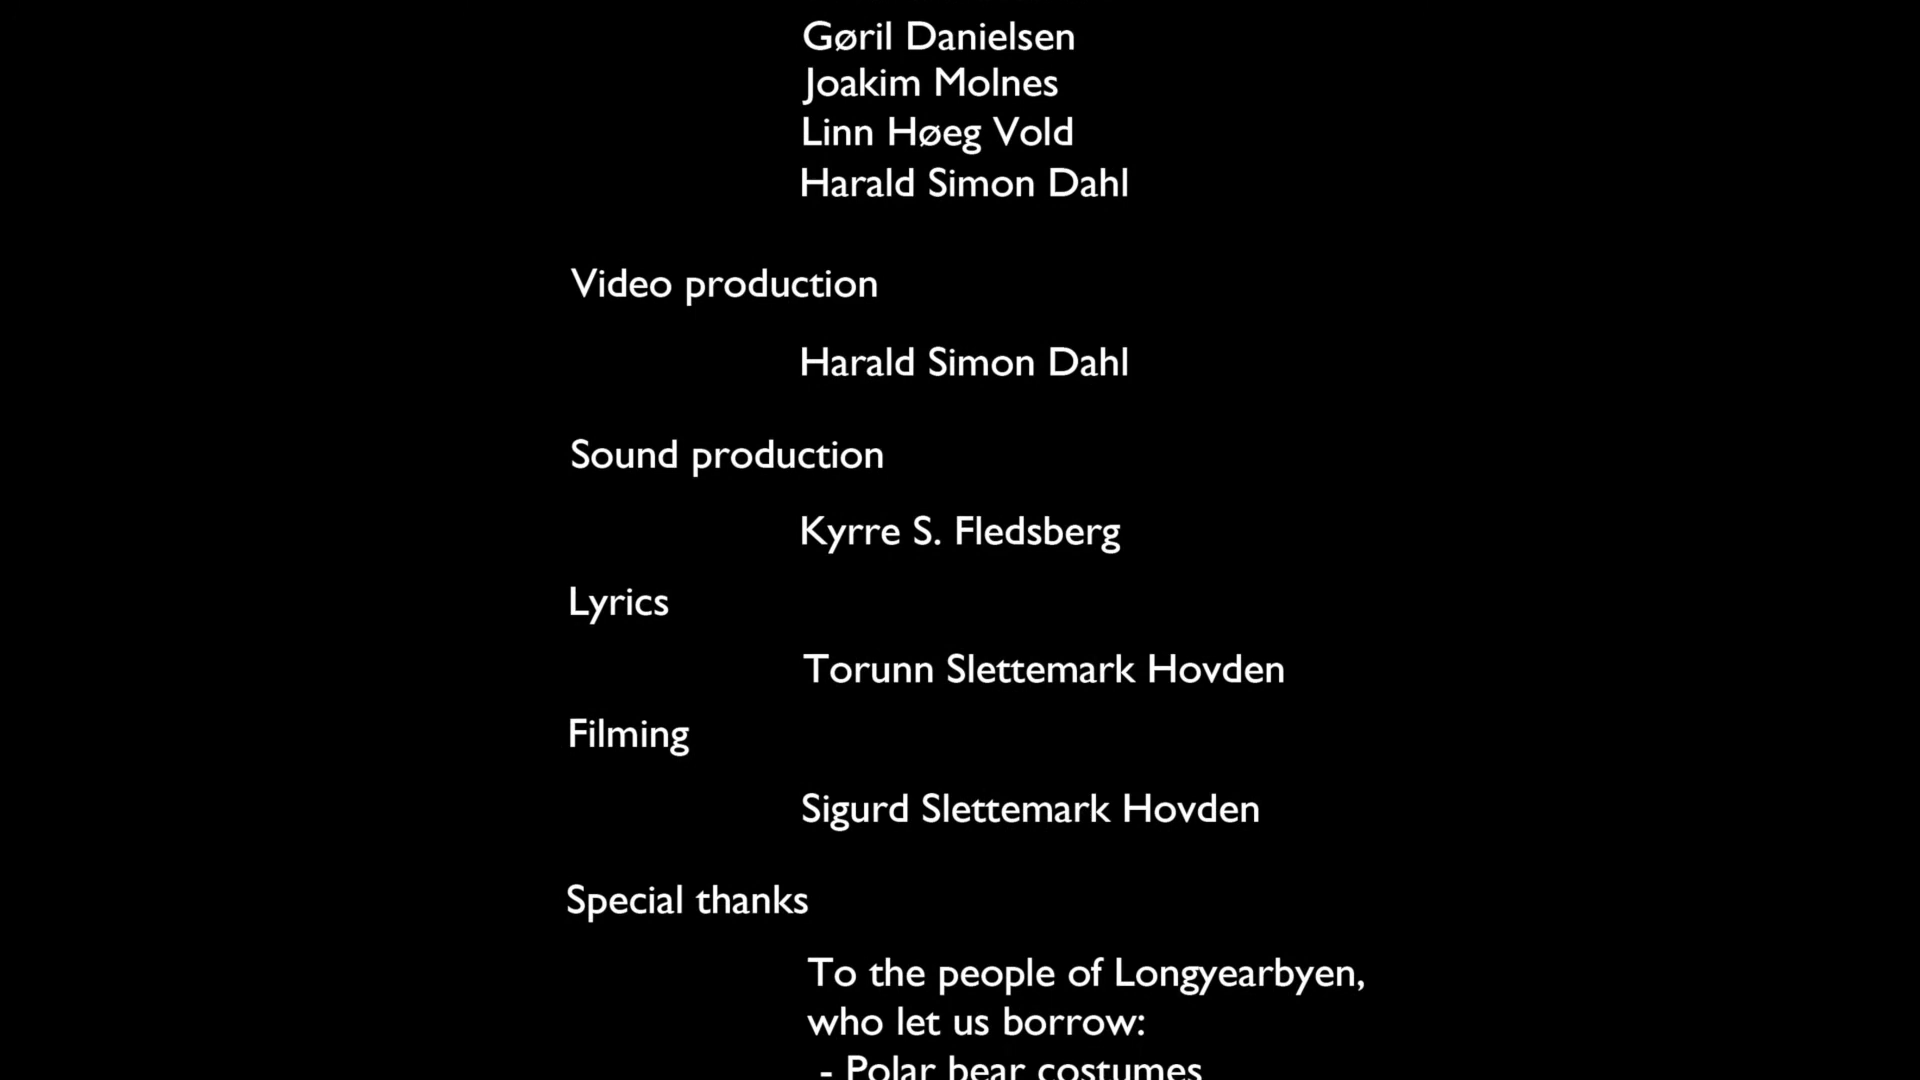 Gøril Danielsen
Joakim Molnes
Linn Høeg Vold
Harald Simon Dahl
Video production
Harald Simon Dahl
Sound production
Kyrre S. Fledsberg
Lyrics
Torunn Slettemark Hovden
Filming
Sigurd Slettemark Hovden
Special thanks
To the people of Longyearbyen,
who let us borrow:
- Polar bear costumes